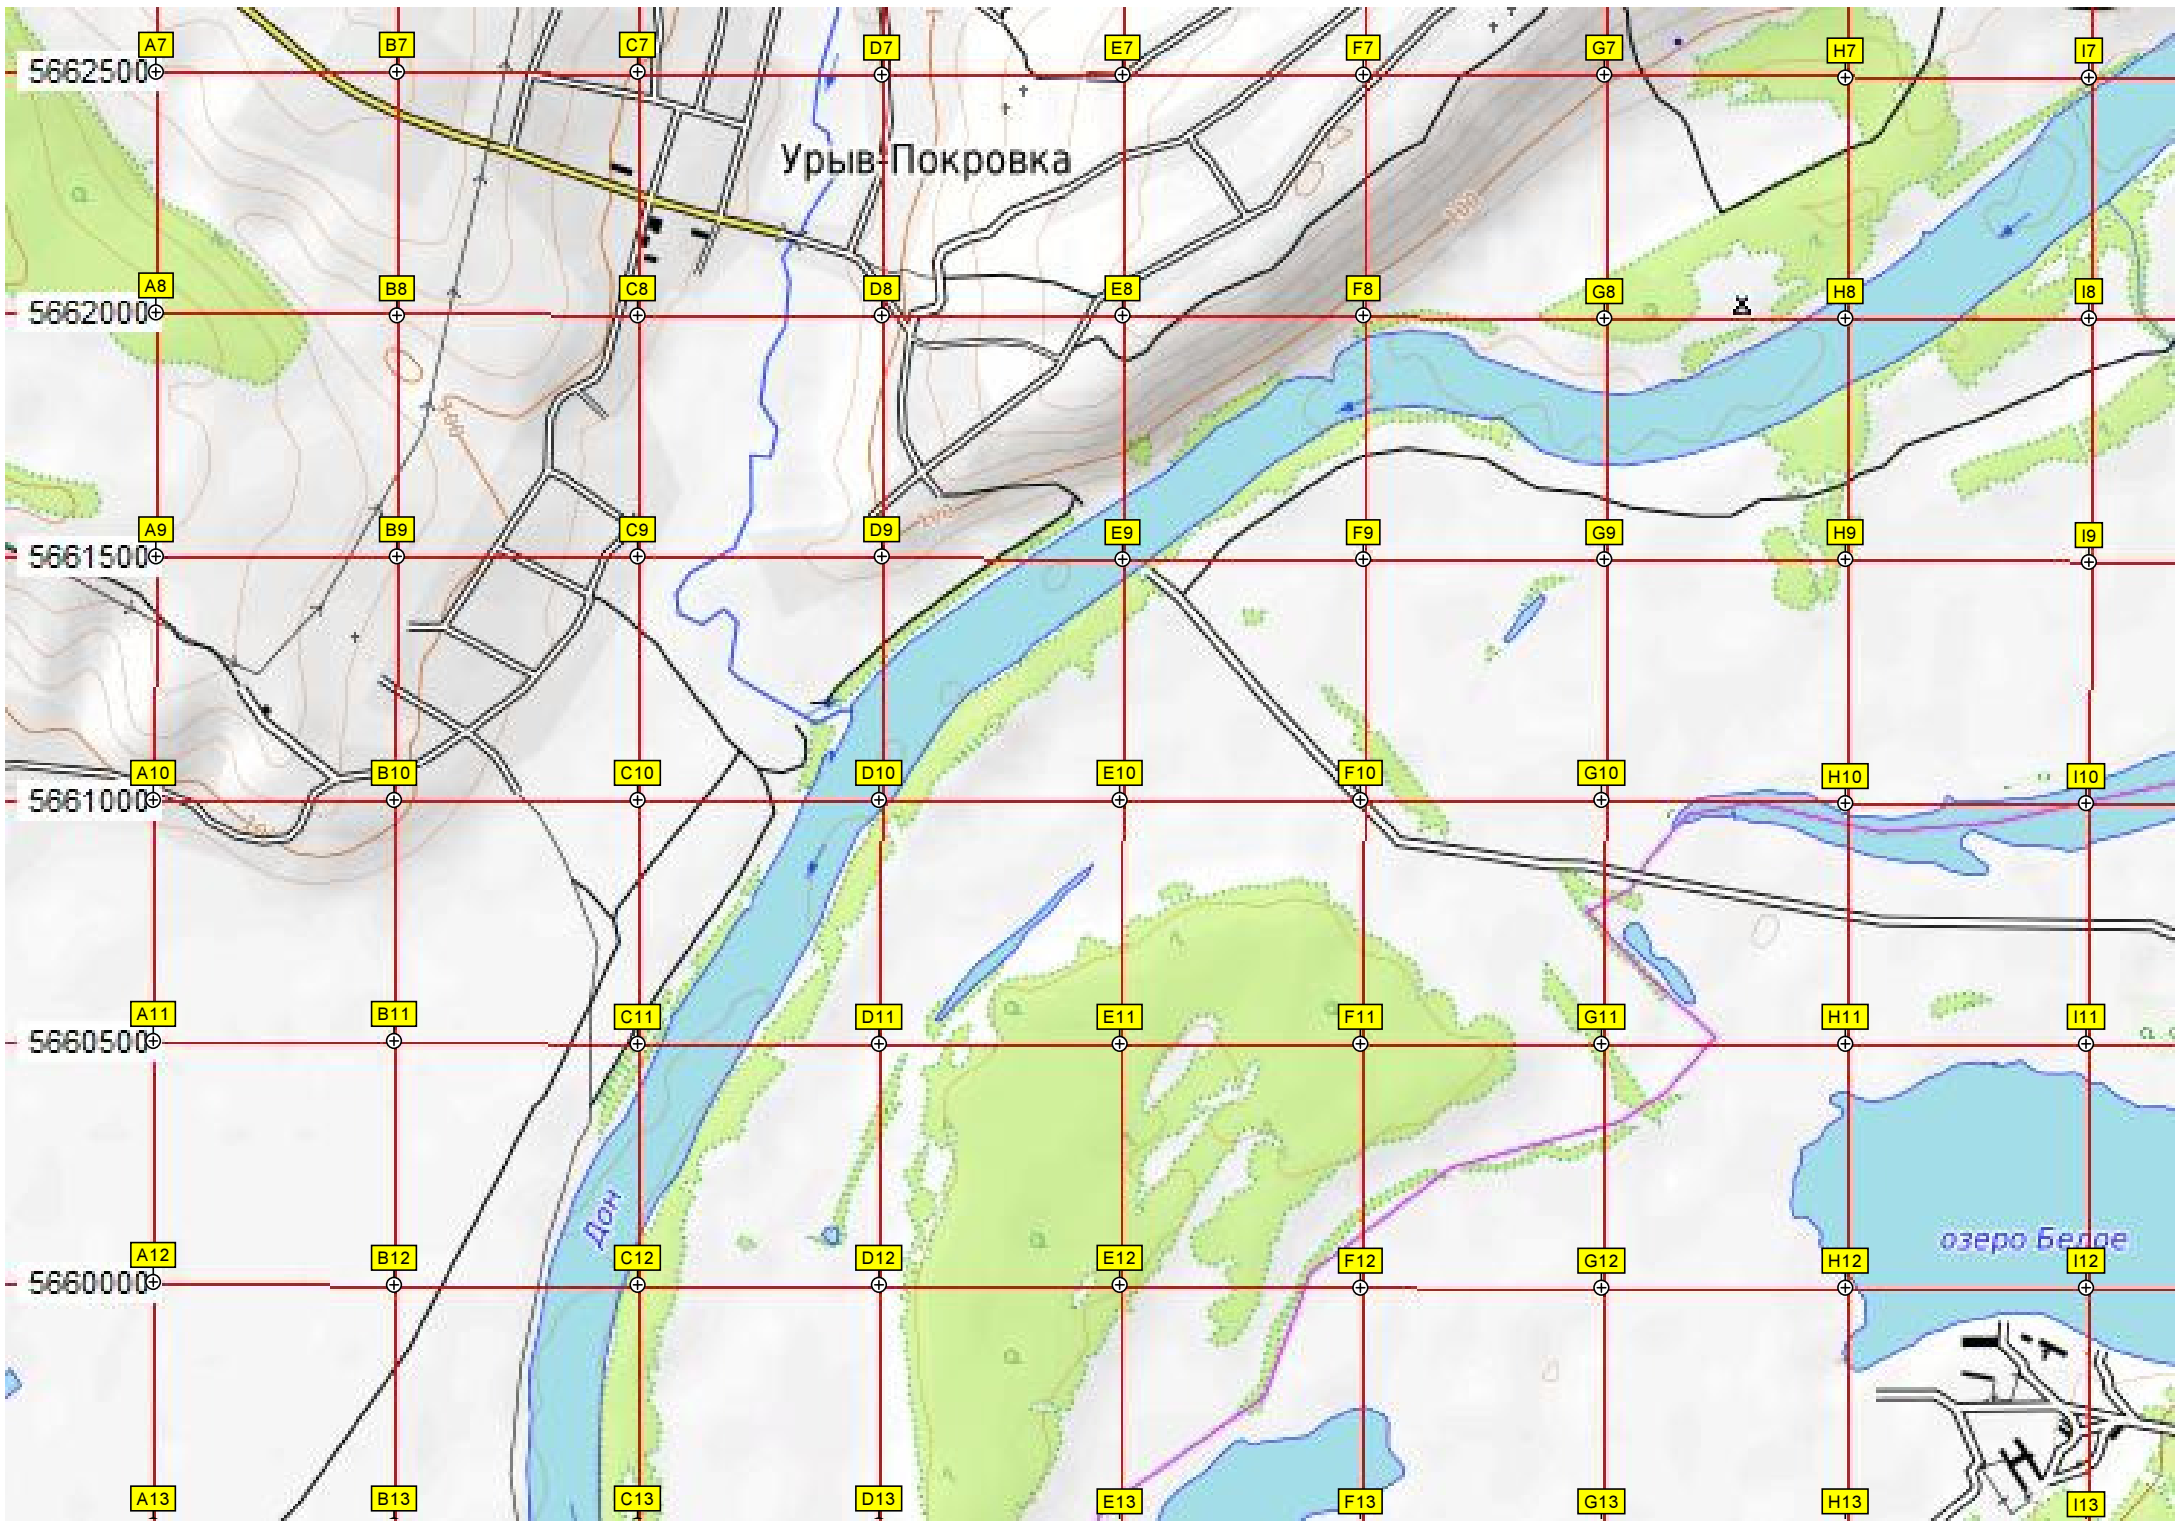 A7 B7 C7 D7 E7 F7 G7 H7 I7
5662500
Урыв-Покровка
100
A8 B8 C8 D8 E8 F8 G8 H8 I8
5662000
100
100
A9 B9 C9 D9 E9 F9 G9 H9 I9
5661500
A10 B10 C10 D10 E10 F10 G10 H10 I10
5661000
A11 B11 C11 D11 E11 F11 G11 H11 I11
5660500
Дон
озеро Белое
A12 B12 C12 D12 E12 F12 G12 H12 I12
5660000
A13 B13 C13 D13 E13 F13 G13 H13 I13